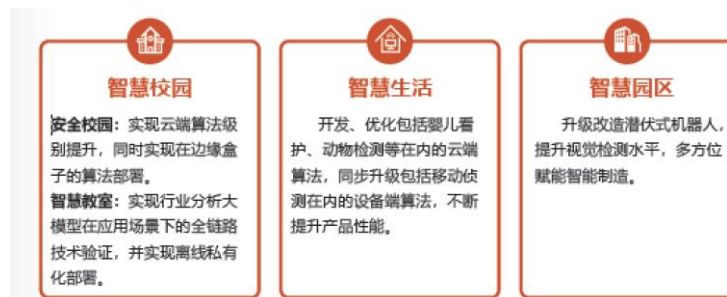 智慧校园
安全校园：实现云端算法级
别提升，同时实现在边缘盒
子的算法部署。
智慧教室：实现行业分析大
模型在应用场景下的全链路
技术验证，并实现离线私有
化部署。
智慧生活
开发、优化包括婴儿看
护、动物检测等在内的云端
算法，同步升级包括移动侦
测在内的设备端算法，不断
提升产品性能。
智慧园区
升级改造潜伏式机器人，
提升视觉检测水平，多方位
赋能智能制造。